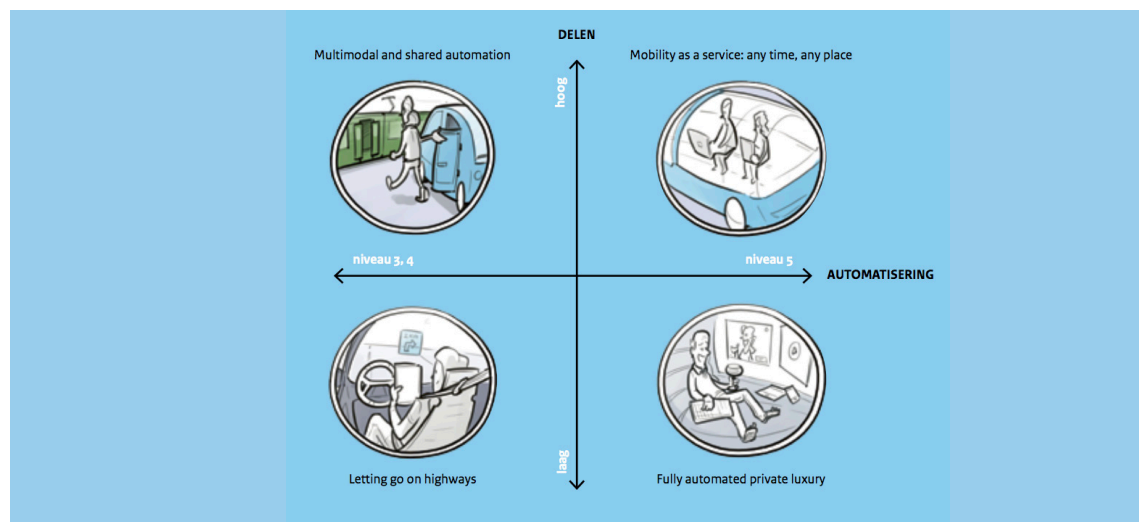 DELEN
Multimodal and shared automation
Mobility as a service: any time, any place
hoog
niveau 3, 4
niveau 5
AUTOMATISERING
laag
Letting go on highways
Fully automated private luxury